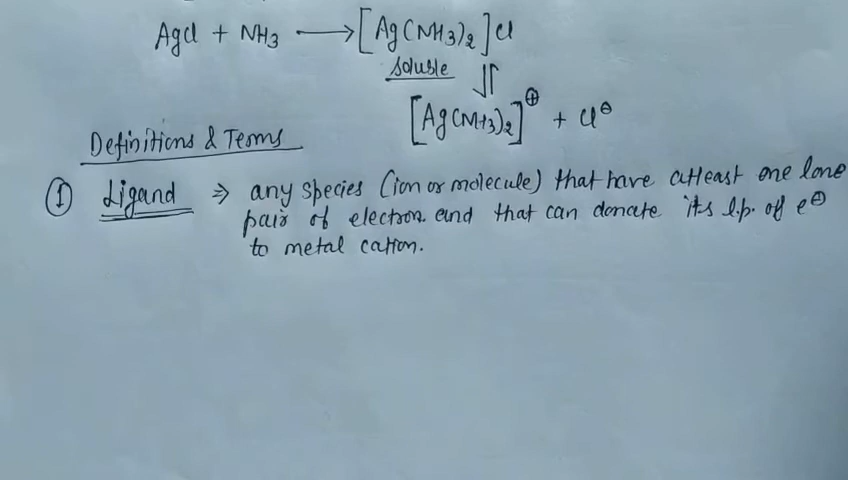 AgCl + NH3 ⟶ [Ag(NH3)2]Cl
soluble ⇌
[Ag(NH3)2]⊕ + Cl⊖
Definitions & Terms
① Ligand ⇒ any species (ion or molecule) that have atleast one lone
pair of electron and that can donate its l.p. of e⊖
to metal cation.